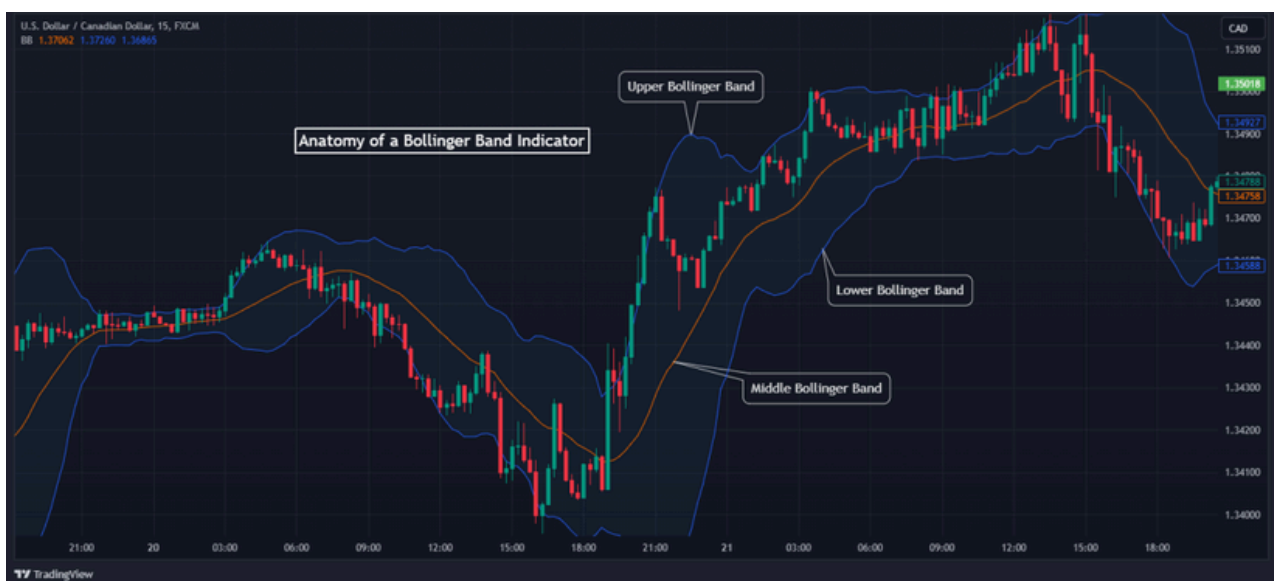 U.S. Dollar / Canadian Dollar, 15, FXCM
BB 1.37062 1.37260 1.36865
CAD
1.35100
1.35018
1.35000
1.34927
1.34900
1.34788
1.34758
1.34700
1.34588
1.34500
1.34400
1.34300
1.34200
1.34100
1.34000
Upper Bollinger Band
Anatomy of a Bollinger Band Indicator
Lower Bollinger Band
Middle Bollinger Band
21:00 20 03:00 06:00 09:00 12:00 15:00 18:00 21:00 21 03:00 06:00 09:00 12:00 15:00 18:00
TradingView